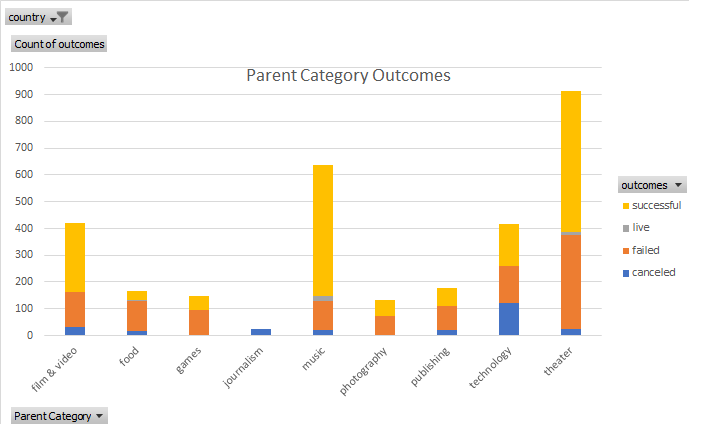 country
Count of outcomes
Parent Category Outcomes
1000
900
800
700
600
500
400
300
200
100
0
film & video
food
games
journalism
music
photography
publishing
technology
theater
outcomes
successful
live
failed
canceled
Parent Category